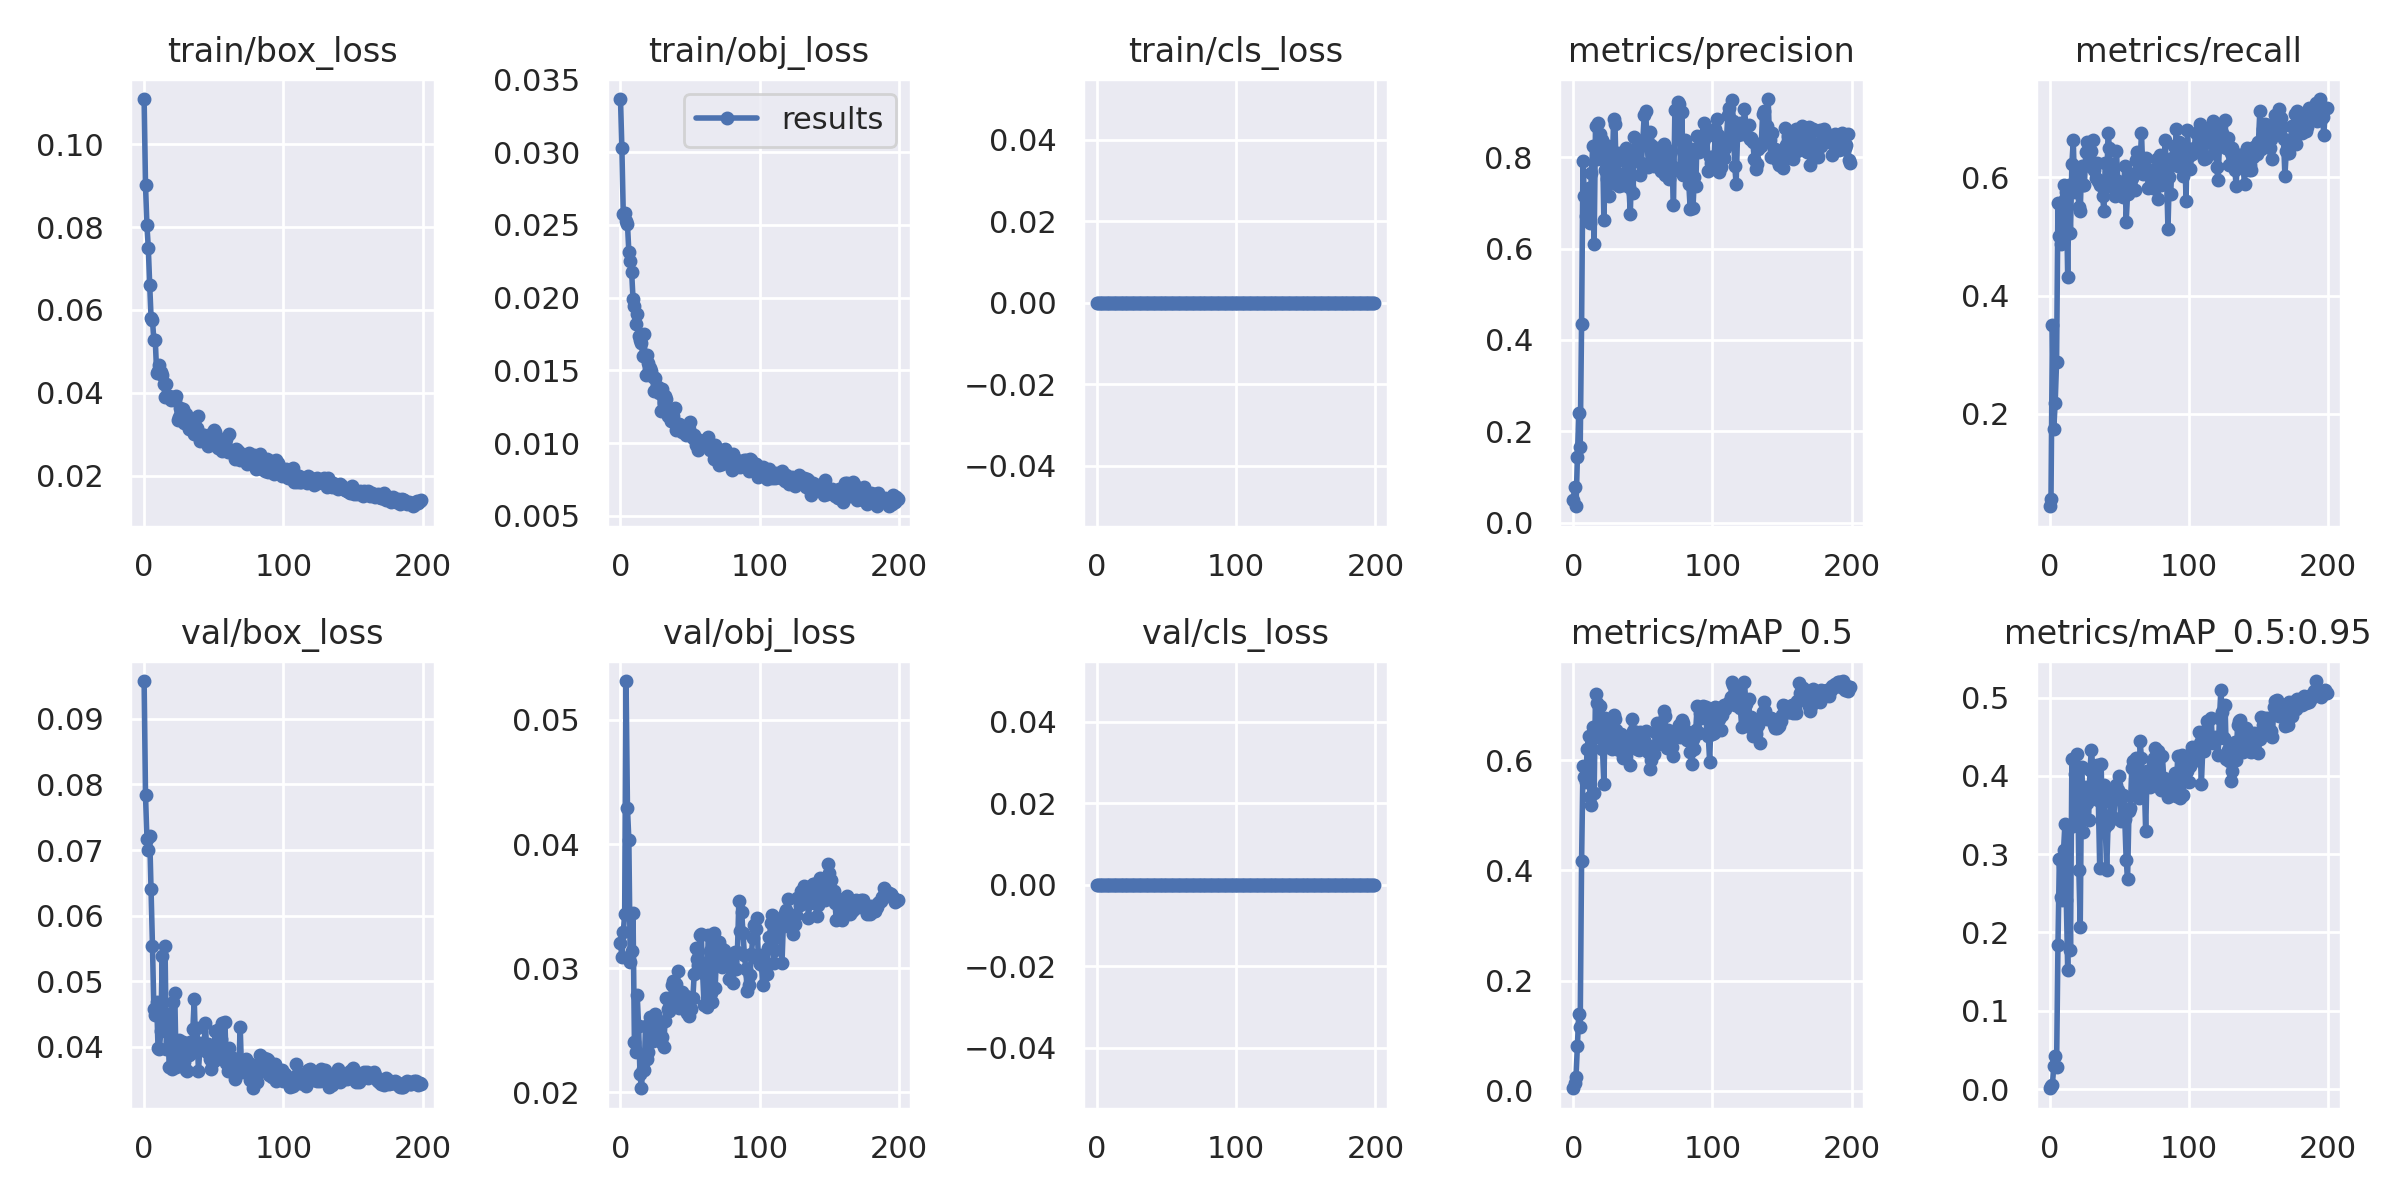 train/box_loss
0.10
0.08
0.06
0.04
0.02
0 100 200
train/obj_loss
results
0.035
0.030
0.025
0.020
0.015
0.010
0.005
0 100 200
train/cls_loss
0.04
0.02
0.00
−0.02
−0.04
0 100 200
metrics/precision
0.8
0.6
0.4
0.2
0.0
0 100 200
metrics/recall
0.6
0.4
0.2
0 100 200
val/box_loss
0.09
0.08
0.07
0.06
0.05
0.04
0 100 200
val/obj_loss
0.05
0.04
0.03
0.02
0 100 200
val/cls_loss
0.04
0.02
0.00
−0.02
−0.04
0 100 200
metrics/mAP_0.5
0.6
0.4
0.2
0.0
0 100 200
metrics/mAP_0.5:0.95
0.5
0.4
0.3
0.2
0.1
0.0
0 100 200